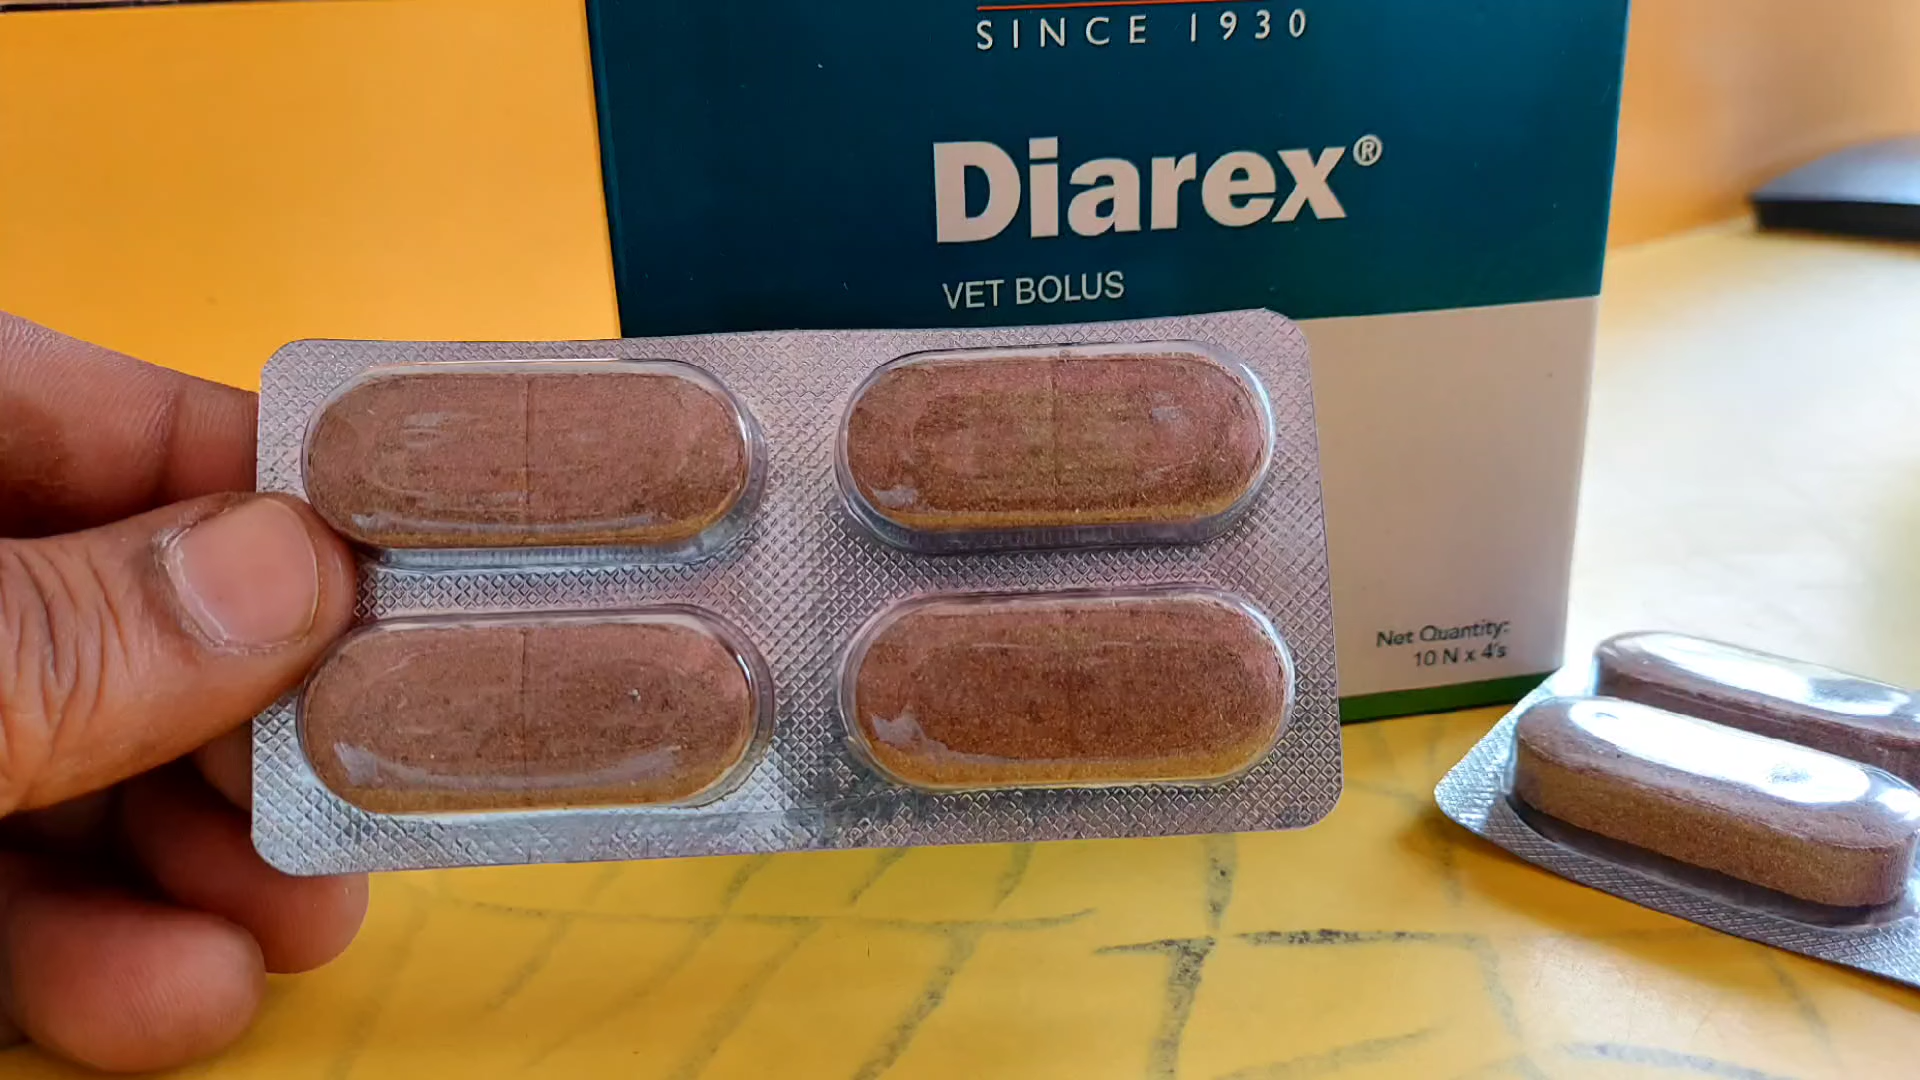 SINCE 1930
Diarex®
VET BOLUS
Net Quantity:
10 N x 4's